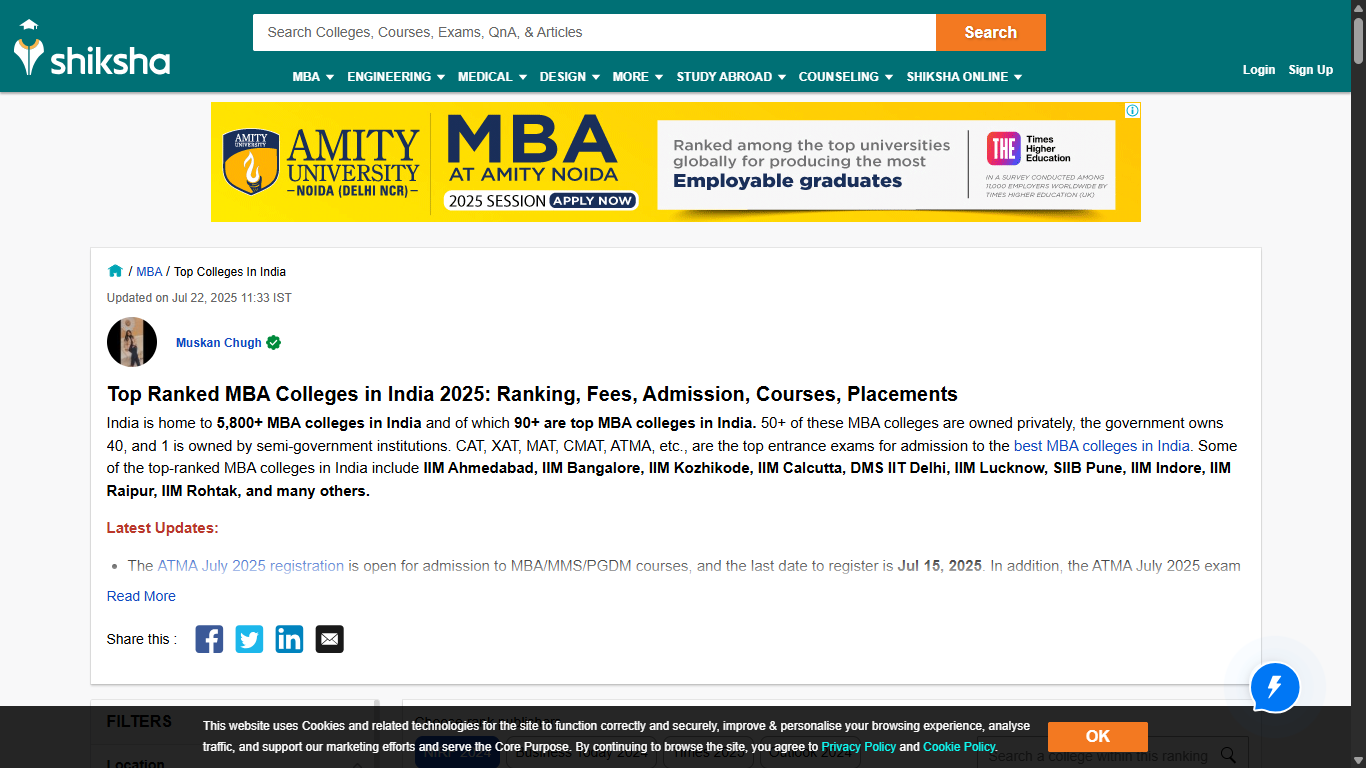 shiksha
Search Colleges, Courses, Exams, QnA, & Articles
Search
MBA ENGINEERING MEDICAL DESIGN MORE STUDY ABROAD COUNSELING SHIKSHA ONLINE
Login Sign Up
AMITY UNIVERSITY
AMITY
UNIVERSITY
NOIDA (DELHI NCR)
MBA
AT AMITY NOIDA
2025 SESSION APPLY NOW
Ranked among the top universities
globally for producing the most
Employable graduates
THE Times Higher Education
IN A SURVEY CONDUCTED AMONG
11,000 EMPLOYERS WORLDWIDE BY
TIMES HIGHER EDUCATION (UK)
/ MBA / Top Colleges In India
Updated on Jul 22, 2025 11:33 IST
Muskan Chugh
Top Ranked MBA Colleges in India 2025: Ranking, Fees, Admission, Courses, Placements
India is home to 5,800+ MBA colleges in India and of which 90+ are top MBA colleges in India. 50+ of these MBA colleges are owned privately, the government owns
40, and 1 is owned by semi-government institutions. CAT, XAT, MAT, CMAT, ATMA, etc., are the top entrance exams for admission to the best MBA colleges in India. Some
of the top-ranked MBA colleges in India include IIM Ahmedabad, IIM Bangalore, IIM Kozhikode, IIM Calcutta, DMS IIT Delhi, IIM Lucknow, SIIB Pune, IIM Indore, IIM
Raipur, IIM Rohtak, and many others.
Latest Updates:
• The ATMA July 2025 registration is open for admission to MBA/MMS/PGDM courses, and the last date to register is Jul 15, 2025. In addition, the ATMA July 2025 exam
Read More
Share this :
FILTERS
Location
This website uses Cookies and related technologies for the site to function correctly and securely, improve & personalise your browsing experience, analyse
traffic, and support our marketing efforts and serve the Core Purpose. By continuing to browse the site, you agree to Privacy Policy and Cookie Policy.
OK
Business Today 2024 Times 2023 Outlook 2024
Search a college within this ranking